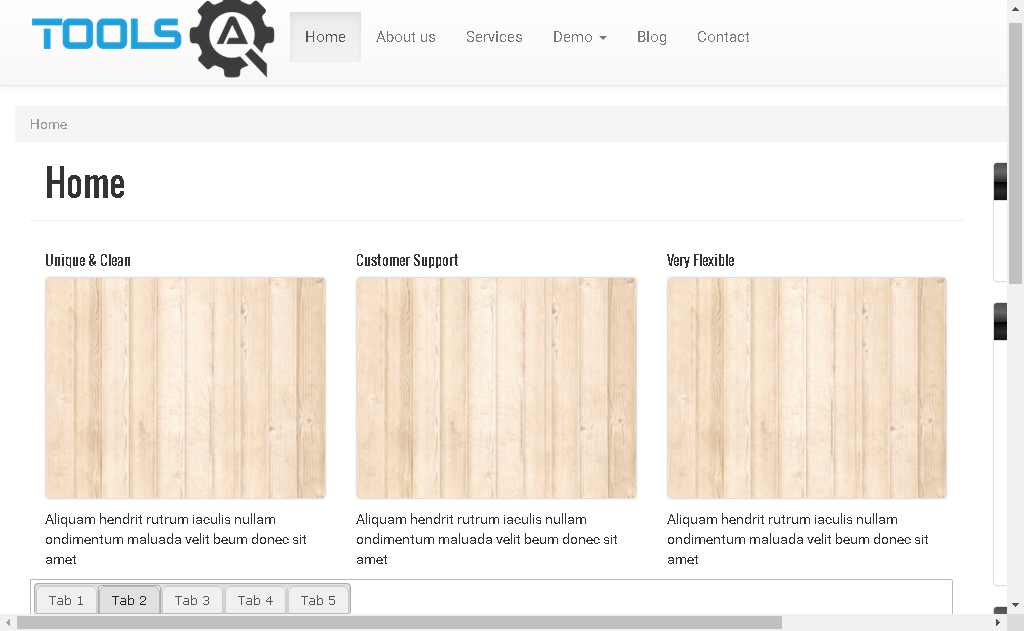 TOOLS QA
Home About us Services Demo Blog Contact
Home
Home
Unique & Clean
Customer Support
Very Flexible
Aliquam hendrit rutrum iaculis nullam
ondimentum maluada velit beum donec sit
amet
Aliquam hendrit rutrum iaculis nullam
ondimentum maluada velit beum donec sit
amet
Aliquam hendrit rutrum iaculis nullam
ondimentum maluada velit beum donec sit
amet
Tab 1 Tab 2 Tab 3 Tab 4 Tab 5